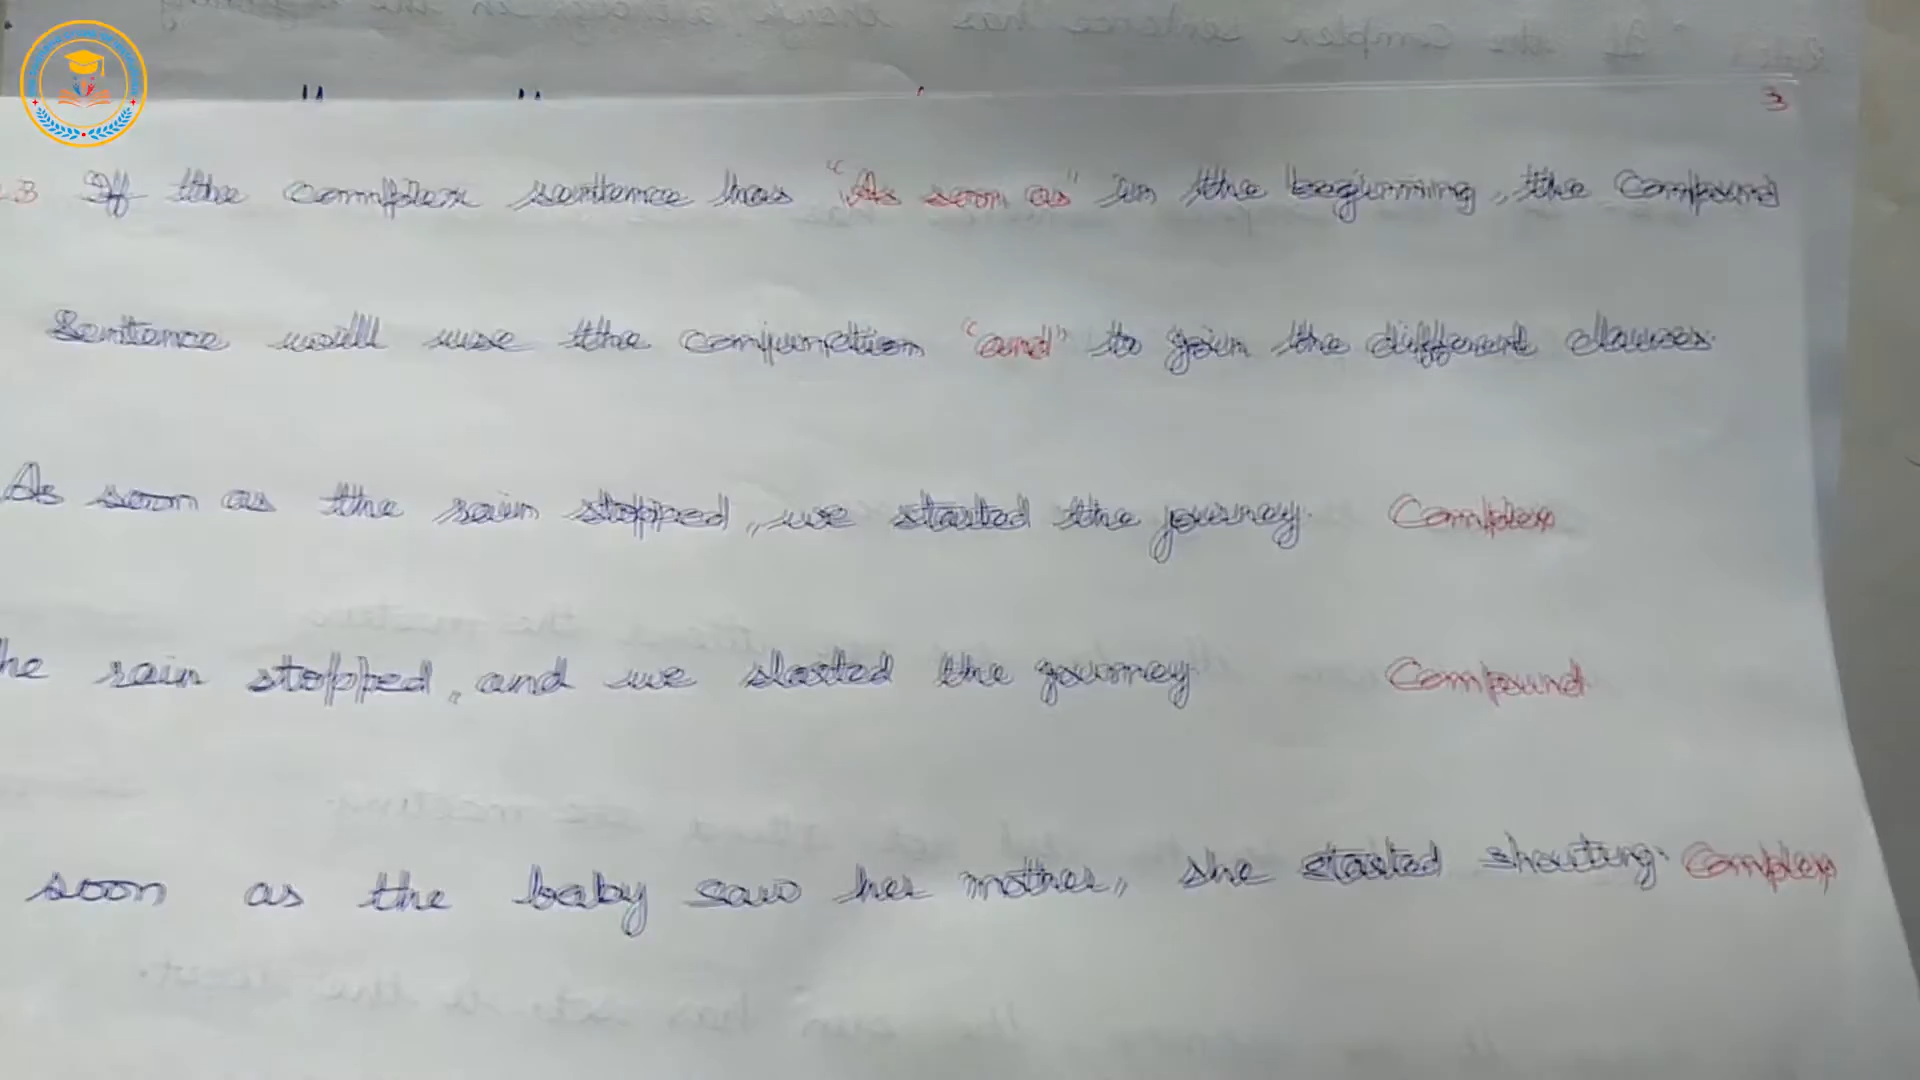 3
.3 If the complex sentence has "As soon as" in the beginning, the Compound
Sentence will use the conjunction "and" to join the different clauses.
As soon as the rain stopped, we started the journey. Complex
he rain stopped, and we started the journey. Compound
soon as the baby saw her mother, she started shouting. Complex